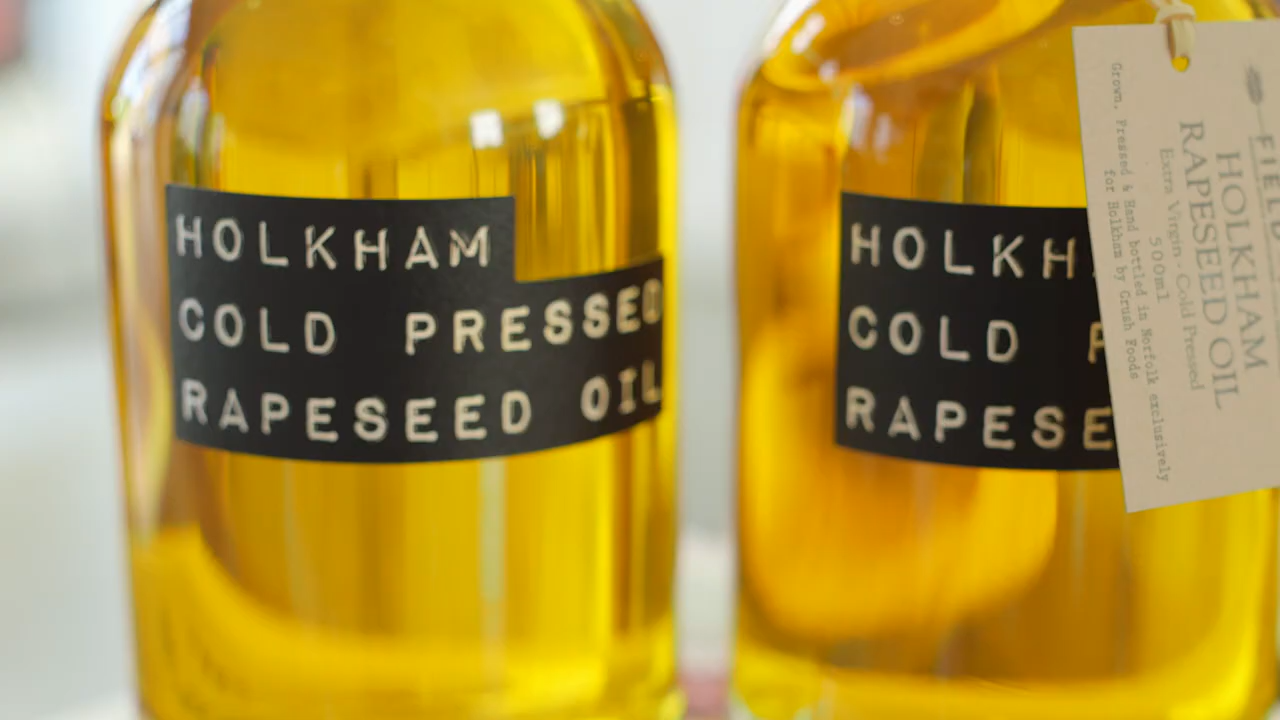 HOLKHAM
COLD PRESSED
RAPESEED OIL
HOLKH
COLD P
RAPESE
FIELD
HOLKHAM
RAPESEED OIL
Extra Virgin · Cold Pressed
500ml
Grown, Pressed & Hand bottled in Norfolk exclusively
for Holkham by Crush Foods